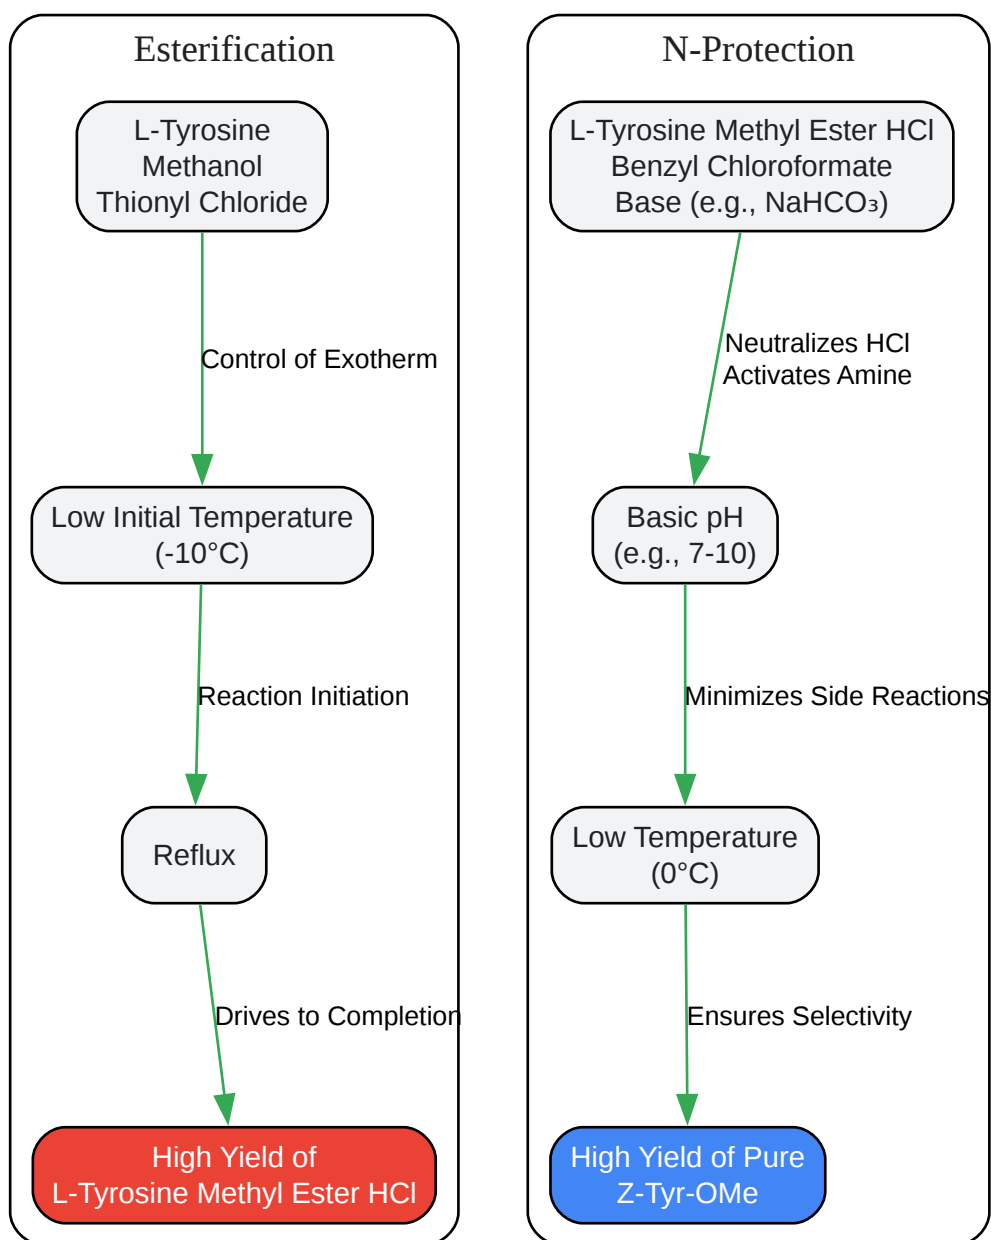 Esterification
L-Tyrosine
Methanol
Thionyl Chloride
Control of Exotherm
Low Initial Temperature
(-10°C)
Reaction Initiation
Reflux
Drives to Completion
High Yield of
L-Tyrosine Methyl Ester HCl
N-Protection
L-Tyrosine Methyl Ester HCl
Benzyl Chloroformate
Base (e.g., NaHCO₃)
Neutralizes HCl
Activates Amine
Basic pH
(e.g., 7-10)
Minimizes Side Reactions
Low Temperature
(0°C)
Ensures Selectivity
High Yield of Pure
Z-Tyr-OMe